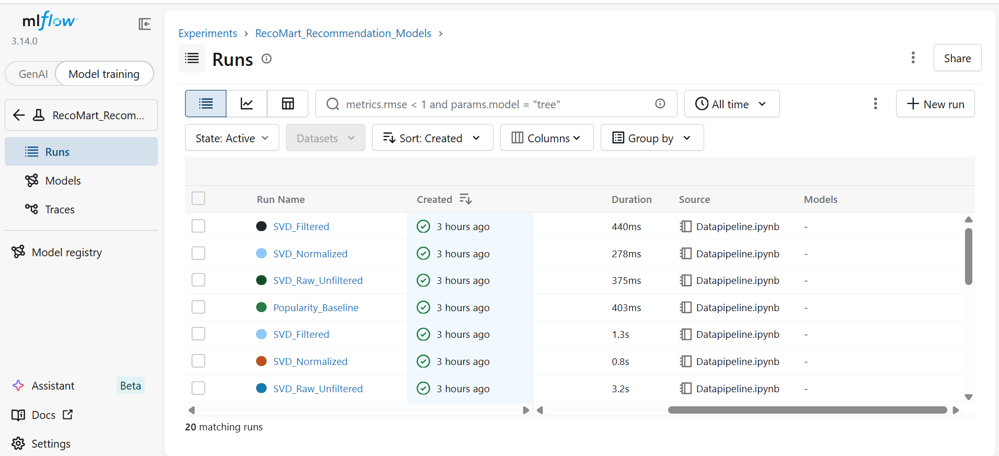 mlflow™
3.14.0
GenAI Model training
RecoMart_Recom...
Runs
Models
Traces
Model registry
Assistant Beta
Docs
Settings
Experiments > RecoMart_Recommendation_Models >
Runs
Share
metrics.rmse < 1 and params.model = "tree"
All time
New run
State: Active
Datasets
Sort: Created
Columns
Group by
Run Name Created Duration Source Models
SVD_Filtered 3 hours ago 440ms Datapipeline.ipynb -
SVD_Normalized 3 hours ago 278ms Datapipeline.ipynb -
SVD_Raw_Unfiltered 3 hours ago 375ms Datapipeline.ipynb -
Popularity_Baseline 3 hours ago 403ms Datapipeline.ipynb -
SVD_Filtered 3 hours ago 1.3s Datapipeline.ipynb -
SVD_Normalized 3 hours ago 0.8s Datapipeline.ipynb -
SVD_Raw_Unfiltered 3 hours ago 3.2s Datapipeline.ipynb -
20 matching runs